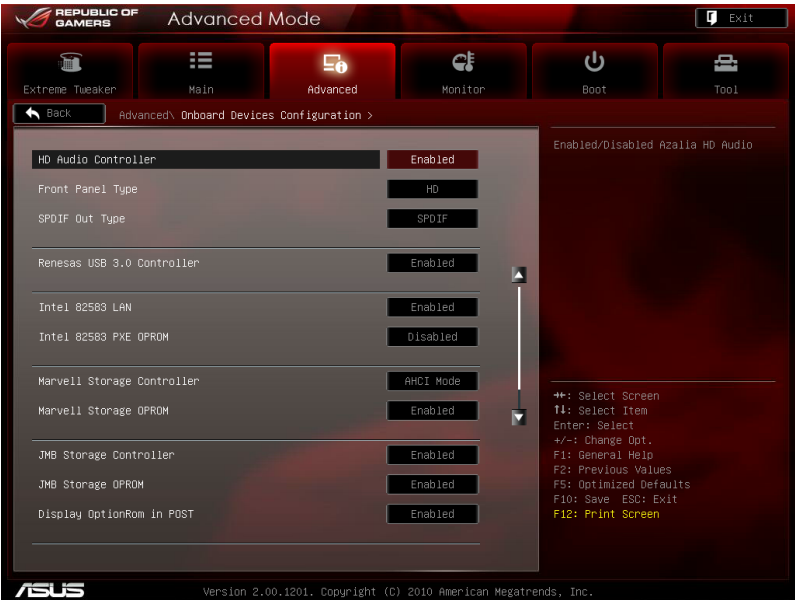 REPUBLIC OF
GAMERS
Advanced Mode
Exit
Extreme Tweaker
Main
Advanced
Monitor
Boot
Tool
Back
Advanced\ Onboard Devices Configuration >
HD Audio Controller Enabled
Front Panel Type HD
SPDIF Out Type SPDIF
Renesas USB 3.0 Controller Enabled
Intel 82583 LAN Enabled
Intel 82583 PXE OPROM Disabled
Marvell Storage Controller AHCI Mode
Marvell Storage OPROM Enabled
JMB Storage Controller Enabled
JMB Storage OPROM Enabled
Display OptionRom in POST Enabled
Enabled/Disabled Azalia HD Audio
→←: Select Screen
↑↓: Select Item
Enter: Select
+/-: Change Opt.
F1: General Help
F2: Previous Values
F5: Optimized Defaults
F10: Save ESC: Exit
F12: Print Screen
ASUS
Version 2.00.1201. Copyright (C) 2010 American Megatrends, Inc.